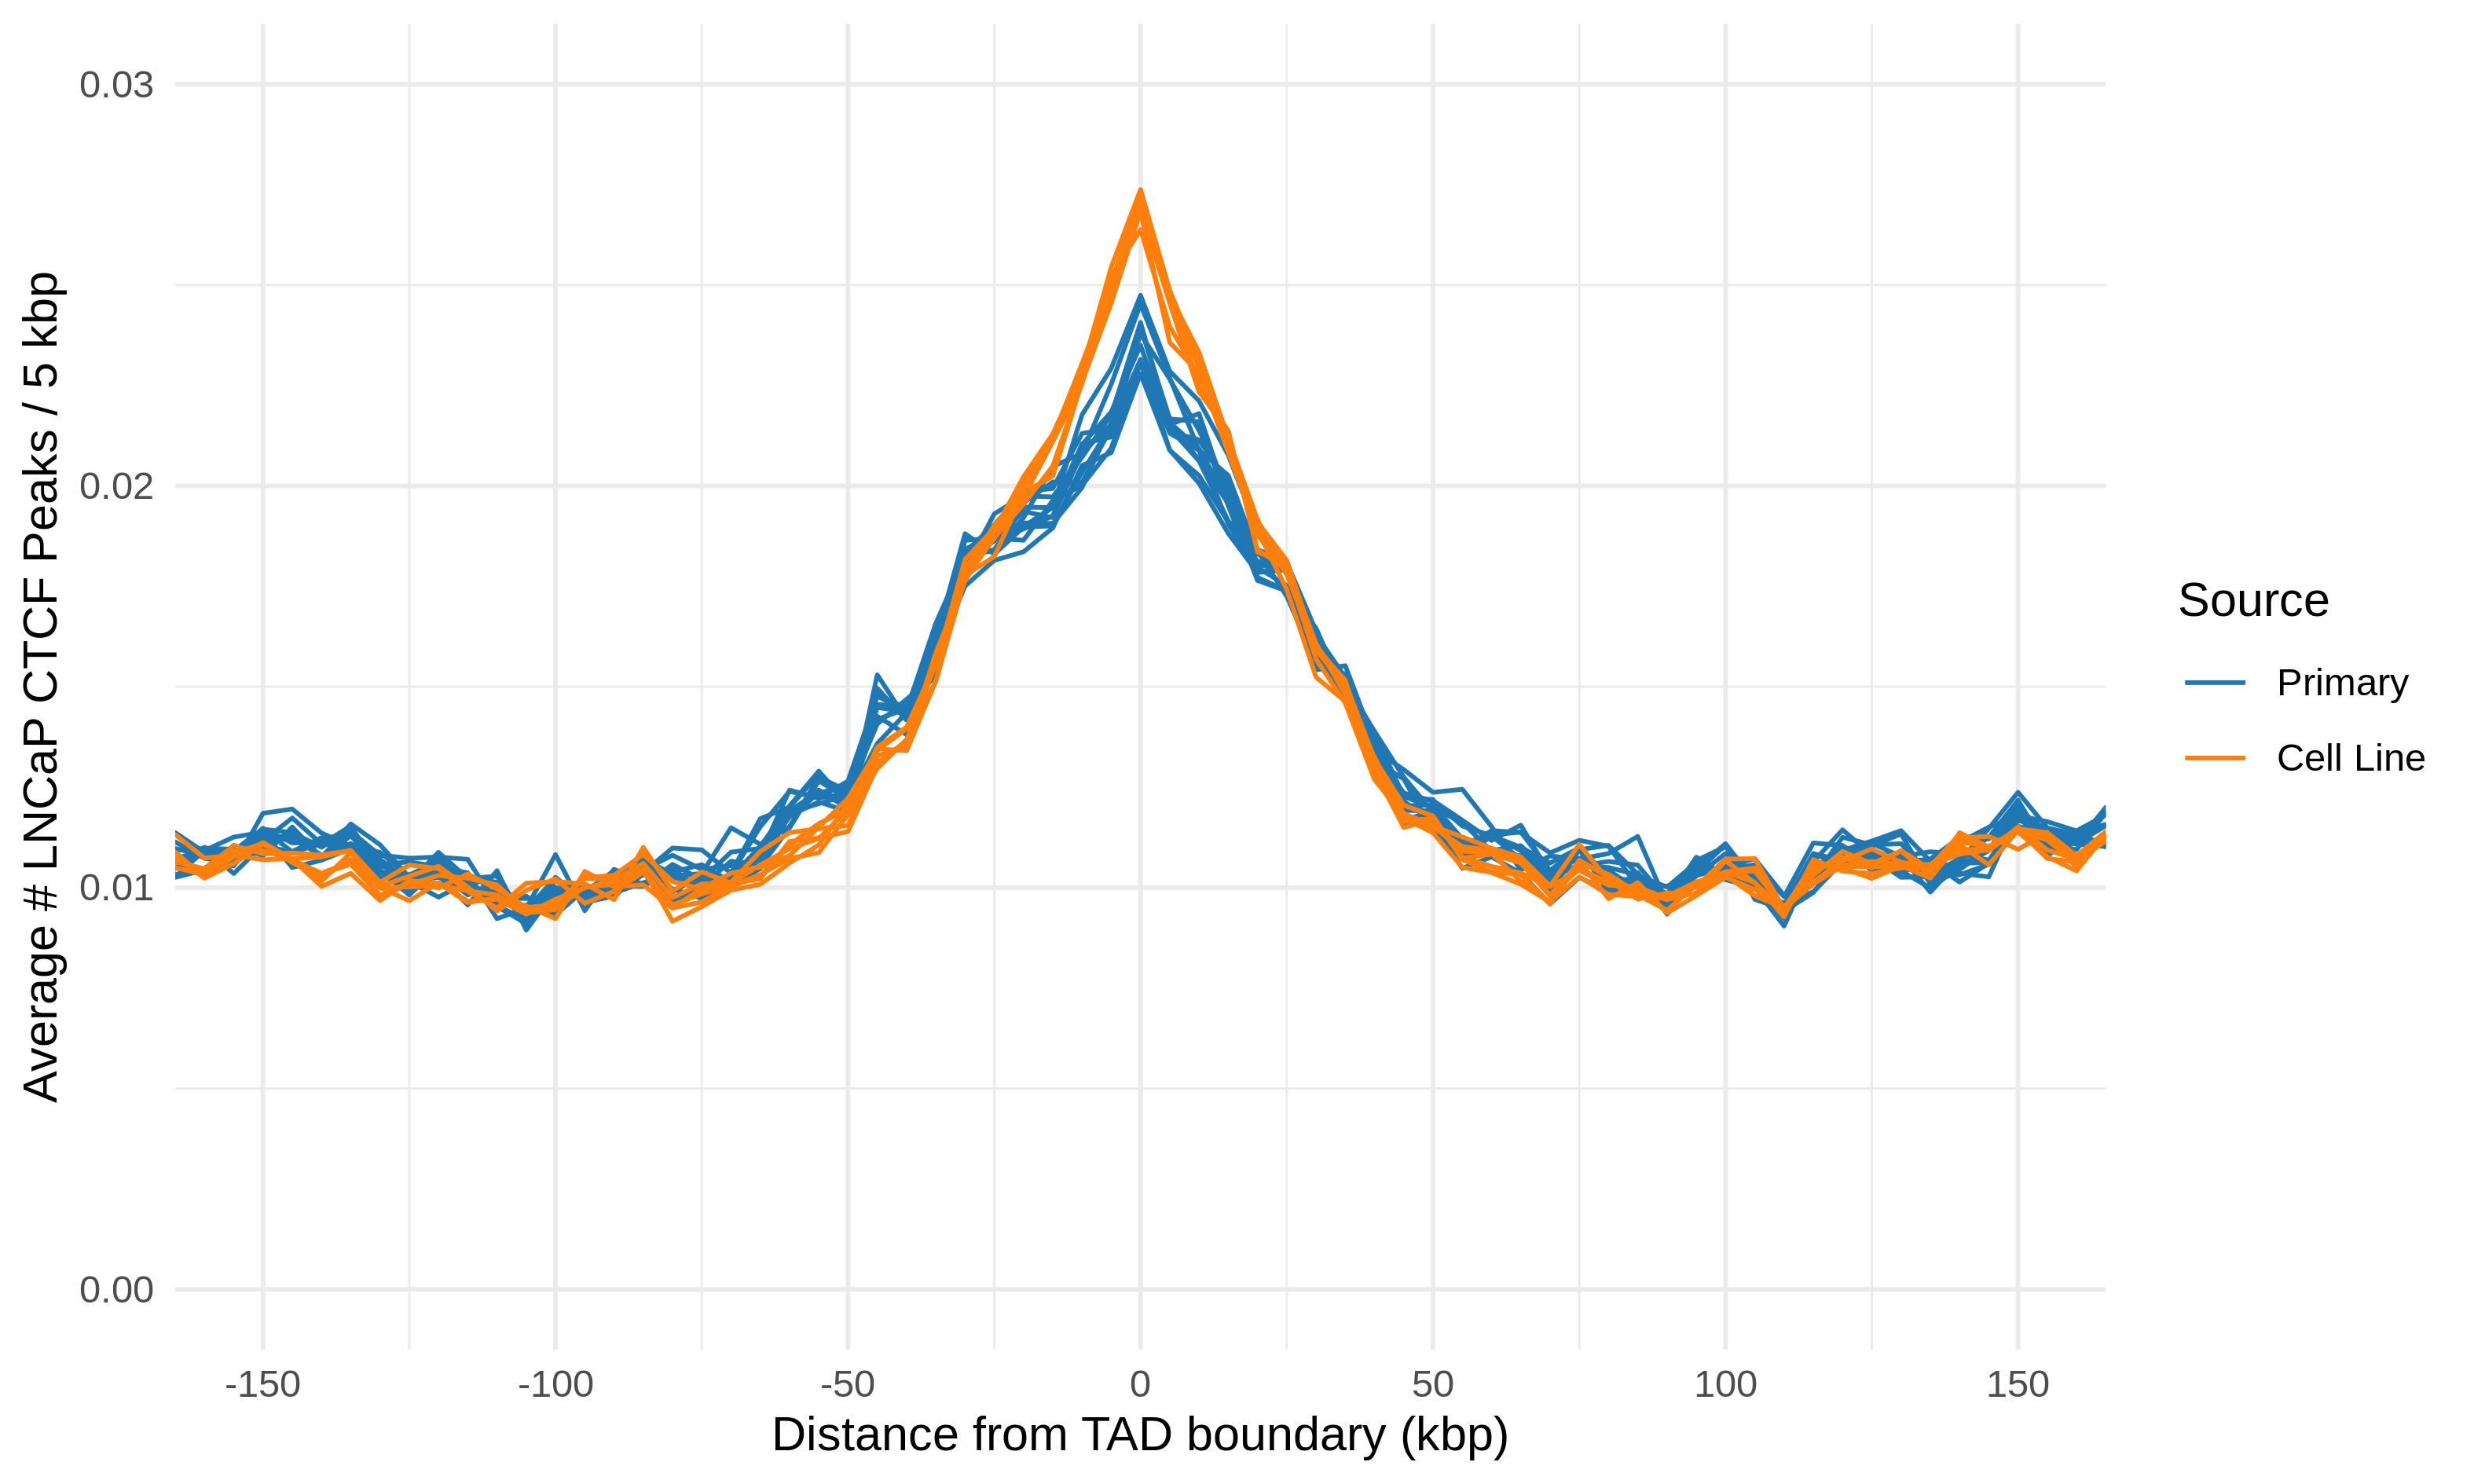 Average # LNCaP CTCF Peaks / 5 kbp
0.03
0.02
0.01
0.00
-150
-100
-50
0
50
100
150
Distance from TAD boundary (kbp)
Source
Primary
Cell Line